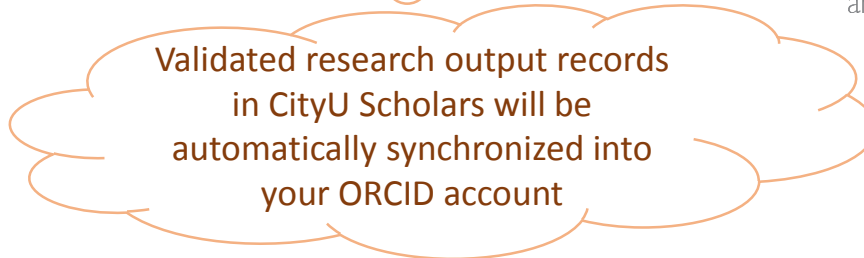 Validated research output records
in CityU Scholars will be
automatically synchronized into
your ORCID account